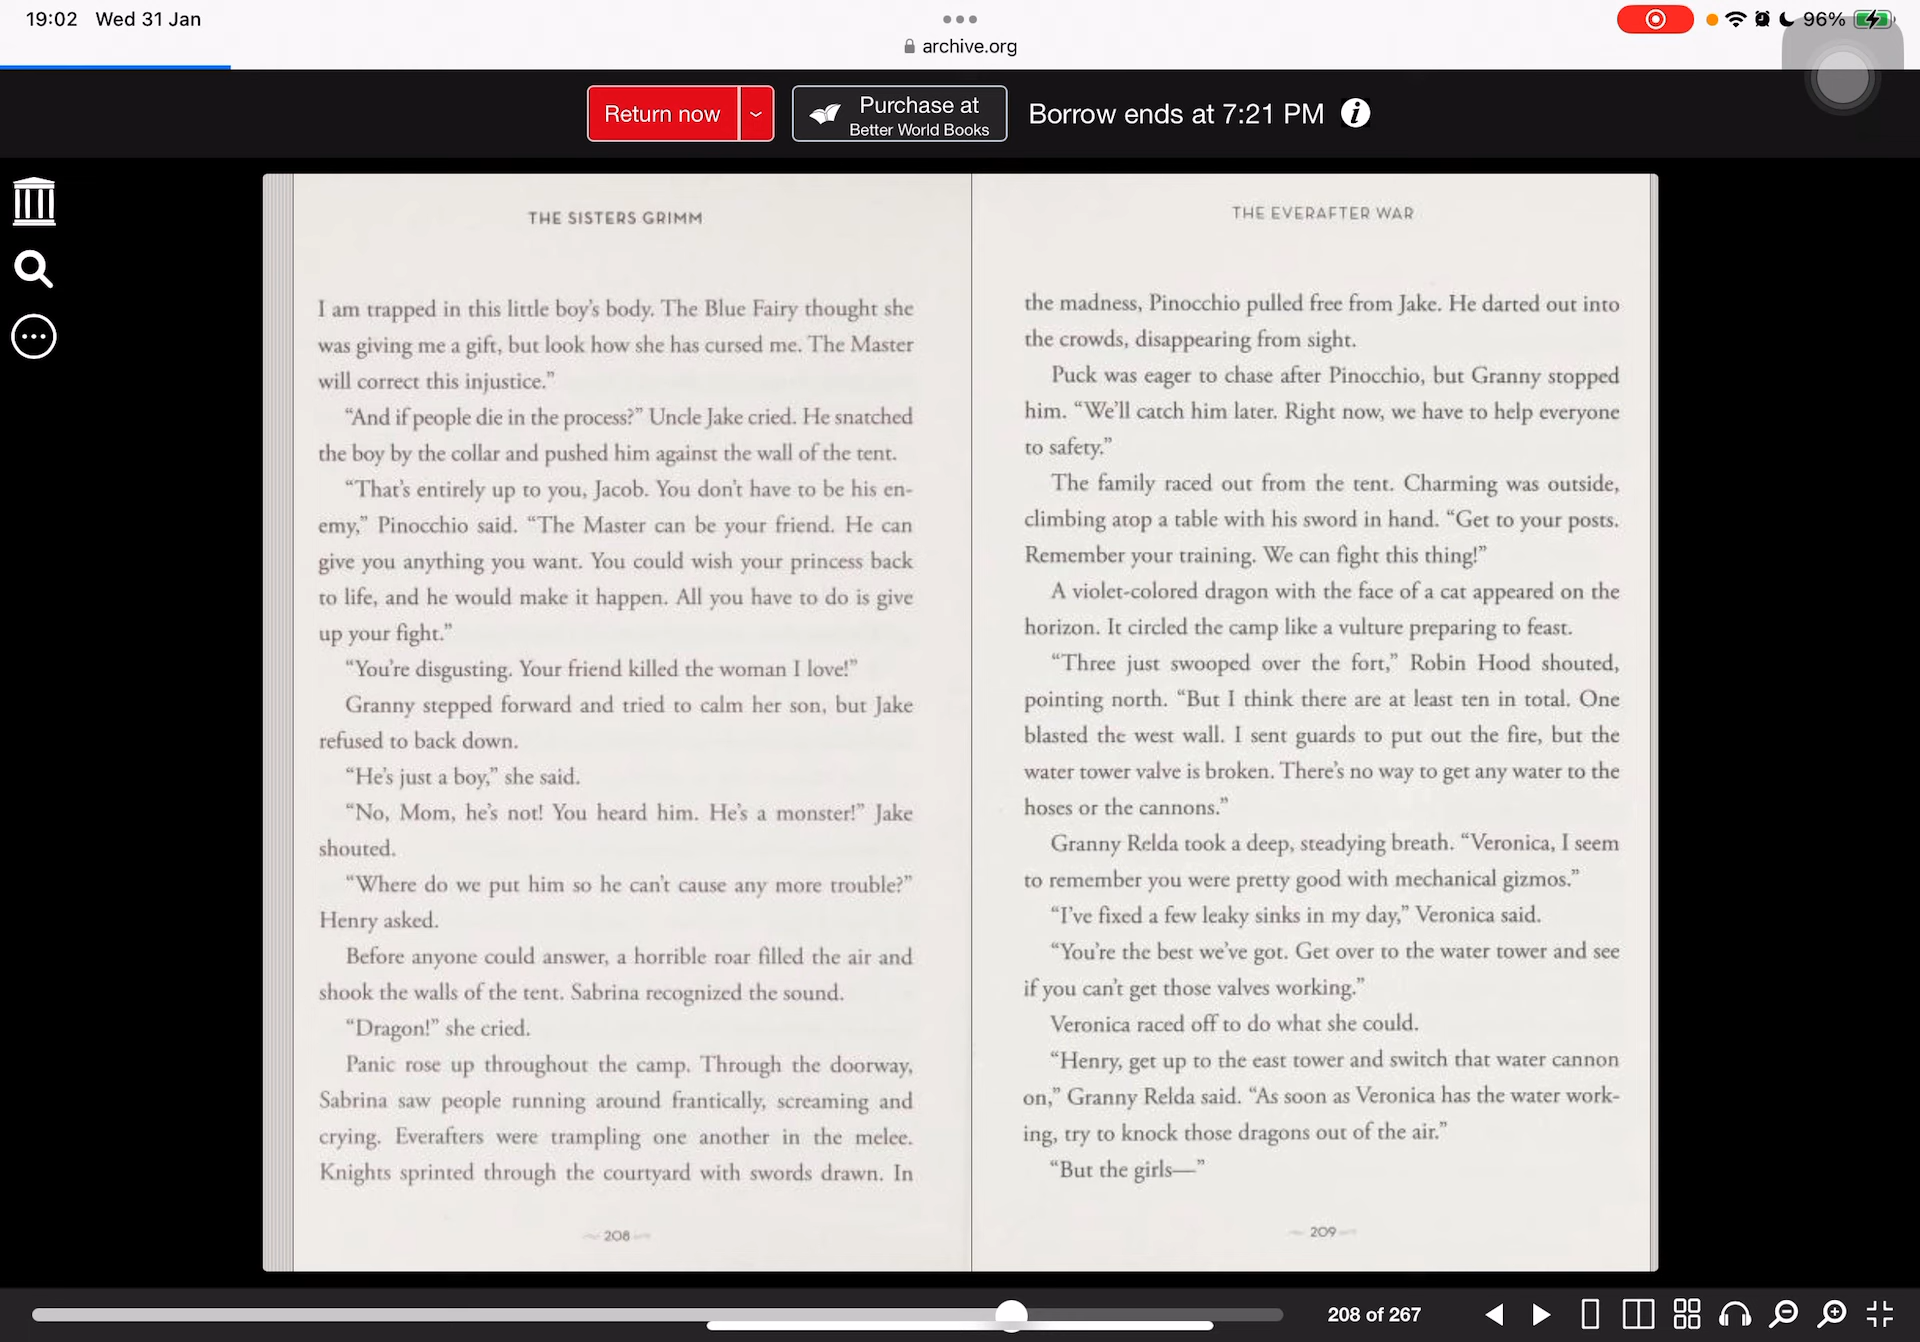 19:02 Wed 31 Jan
96%
archive.org
Return now
Purchase at
Better World Books
Borrow ends at 7:21 PM
THE SISTERS GRIMM
I am trapped in this little boy’s body. The Blue Fairy thought she
was giving me a gift, but look how she has cursed me. The Master
will correct this injustice.”
“And if people die in the process?” Uncle Jake cried. He snatched
the boy by the collar and pushed him against the wall of the tent.
“That’s entirely up to you, Jacob. You don’t have to be his en-
emy,” Pinocchio said. “The Master can be your friend. He can
give you anything you want. You could wish your princess back
to life, and he would make it happen. All you have to do is give
up your fight.”
“You’re disgusting. Your friend killed the woman I love!”
Granny stepped forward and tried to calm her son, but Jake
refused to back down.
“He’s just a boy,” she said.
“No, Mom, he’s not! You heard him. He’s a monster!” Jake
shouted.
“Where do we put him so he can’t cause any more trouble?”
Henry asked.
Before anyone could answer, a horrible roar filled the air and
shook the walls of the tent. Sabrina recognized the sound.
“Dragon!” she cried.
Panic rose up throughout the camp. Through the doorway,
Sabrina saw people running around frantically, screaming and
crying. Everafters were trampling one another in the melee.
Knights sprinted through the courtyard with swords drawn. In
208
THE EVERAFTER WAR
the madness, Pinocchio pulled free from Jake. He darted out into
the crowds, disappearing from sight.
Puck was eager to chase after Pinocchio, but Granny stopped
him. “We’ll catch him later. Right now, we have to help everyone
to safety.”
The family raced out from the tent. Charming was outside,
climbing atop a table with his sword in hand. “Get to your posts.
Remember your training. We can fight this thing!”
A violet-colored dragon with the face of a cat appeared on the
horizon. It circled the camp like a vulture preparing to feast.
“Three just swooped over the fort,” Robin Hood shouted,
pointing north. “But I think there are at least ten in total. One
blasted the west wall. I sent guards to put out the fire, but the
water tower valve is broken. There’s no way to get any water to the
hoses or the cannons.”
Granny Relda took a deep, steadying breath. “Veronica, I seem
to remember you were pretty good with mechanical gizmos.”
“I’ve fixed a few leaky sinks in my day,” Veronica said.
“You’re the best we’ve got. Get over to the water tower and see
if you can’t get those valves working.”
Veronica raced off to do what she could.
“Henry, get up to the east tower and switch that water cannon
on,” Granny Relda said. “As soon as Veronica has the water work-
ing, try to knock those dragons out of the air.”
“But the girls—”
209
208 of 267